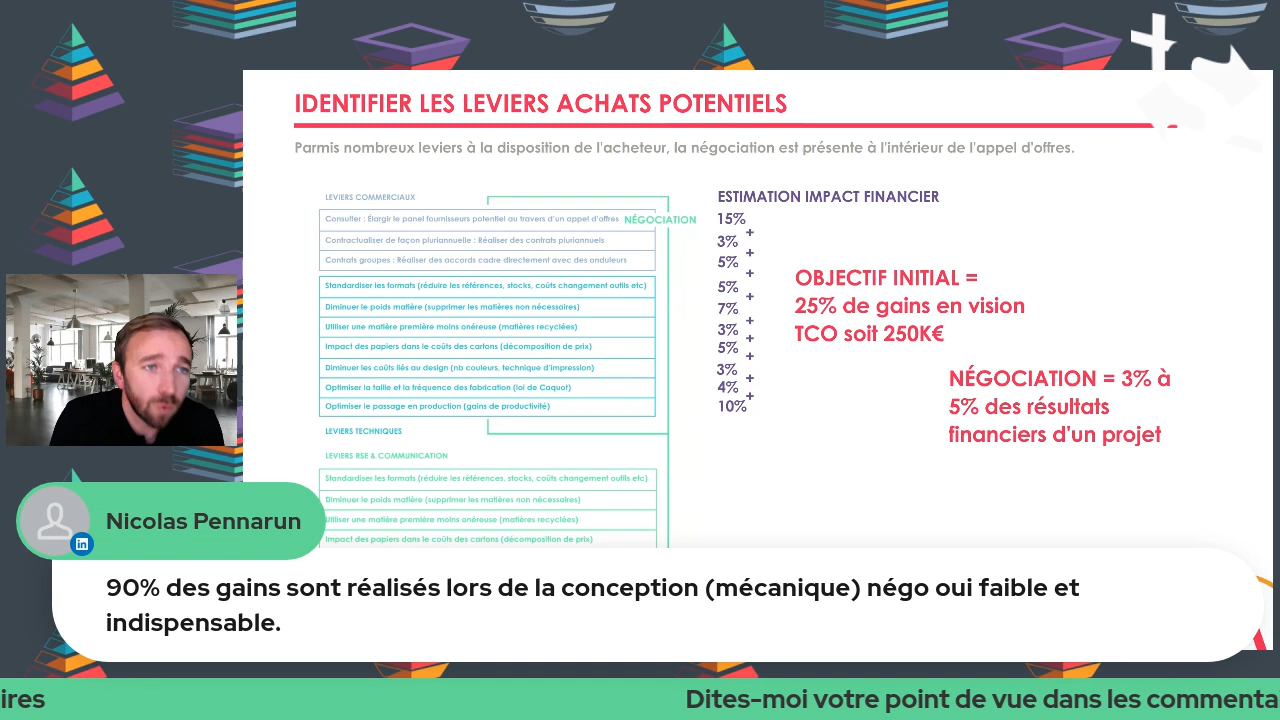 IDENTIFIER LES LEVIERS ACHATS POTENTIELS
Parmis nombreux leviers à la disposition de l'acheteur, la négociation est présente à l'intérieur de l'appel d'offres.
LEVIERS COMMERCIAUX
Consulter : Élargir le panel fournisseurs potentiel au travers d'un appel d'offres
NÉGOCIATION
Contractualiser de façon pluriannuelle : Réaliser des contrats pluriannuels
Contrats groupes : Réaliser des accords cadre directement avec des onduleurs
Standardiser les formats (réduire les références, stocks, coûts changement outils etc)
Diminuer le poids matière (supprimer les matières non nécessaires)
Utiliser une matière première moins onéreuse (matières recyclées)
Impact des papiers dans le coûts des cartons (décomposition de prix)
Diminuer les coûts liés au design (nb couleurs, technique d'impression)
Optimiser la taille et la fréquence des fabrication (loi de Caquot)
Optimiser le passage en production (gains de productivité)
LEVIERS TECHNIQUES
LEVIERS RSE & COMMUNICATION
Standardiser les formats (réduire les références, stocks, coûts changement outils etc)
Diminuer le poids matière (supprimer les matières non nécessaires)
Utiliser une matière première moins onéreuse (matières recyclées)
Impact des papiers dans le coûts des cartons (décomposition de prix)
ESTIMATION IMPACT FINANCIER
15%
+
3%
+
5%
+
5%
+
7%
+
3%
+
5%
+
3%
+
4%
+
10%
OBJECTIF INITIAL =
25% de gains en vision
TCO soit 250K€
NÉGOCIATION = 3% à
5% des résultats
financiers d'un projet
Nicolas Pennarun
in
90% des gains sont réalisés lors de la conception (mécanique) négo oui faible et
indispensable.
ires
Dites-moi votre point de vue dans les commenta